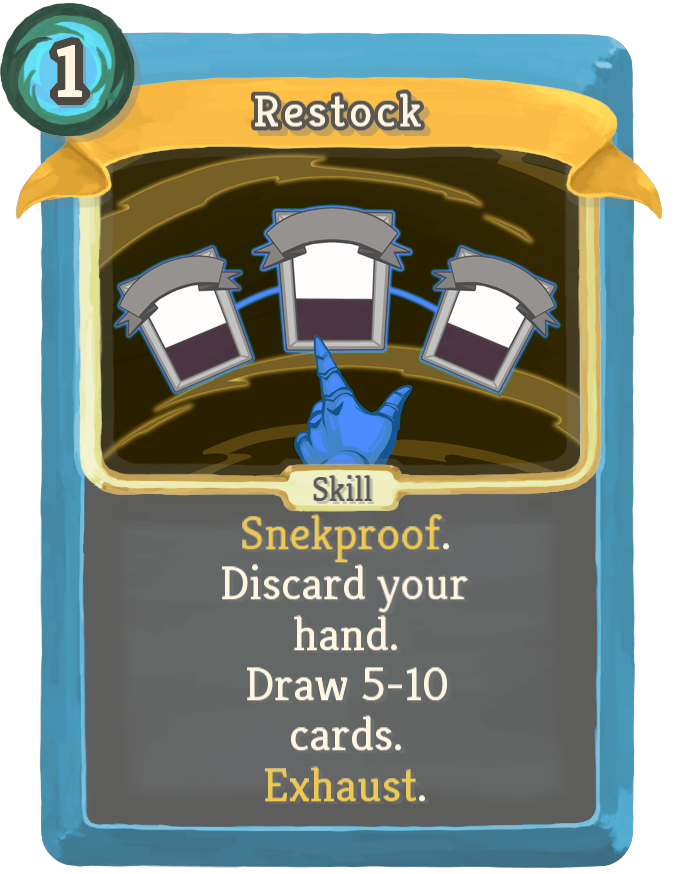 1
Restock
Skill
Snekproof.
Discard your
hand.
Draw 5-10
cards.
Exhaust.